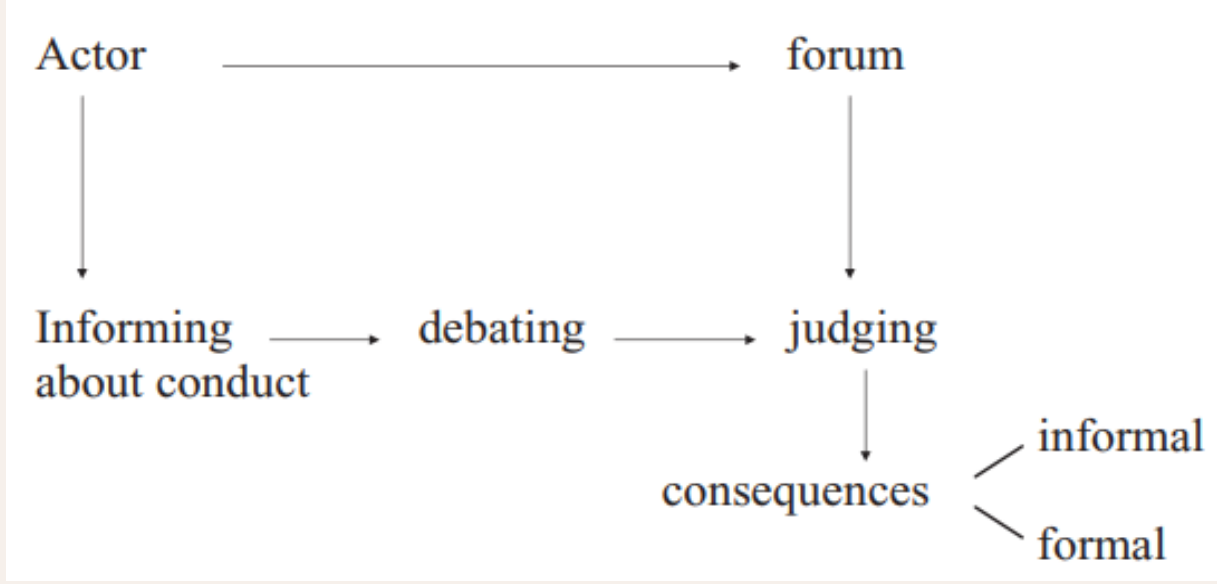 Actor
forum
Informing
about conduct
debating
judging
consequences
informal
formal